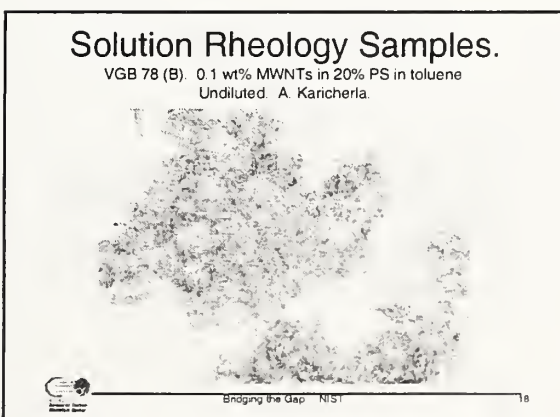 Solution Rheology Samples.
VGB 78 (B). 0.1 wt% MWNTs in 20% PS in toluene
Undiluted. A. Karicherla.
Bridging the Gap NIST
18